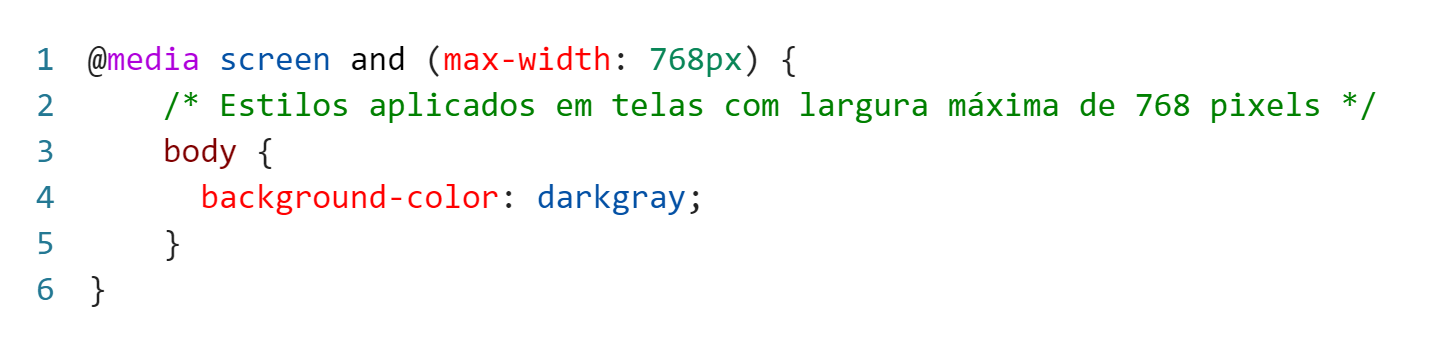 1 @media screen and (max-width: 768px) {
2 /* Estilos aplicados em telas com largura máxima de 768 pixels */
3 body {
4 background-color: darkgray;
5 }
6 }